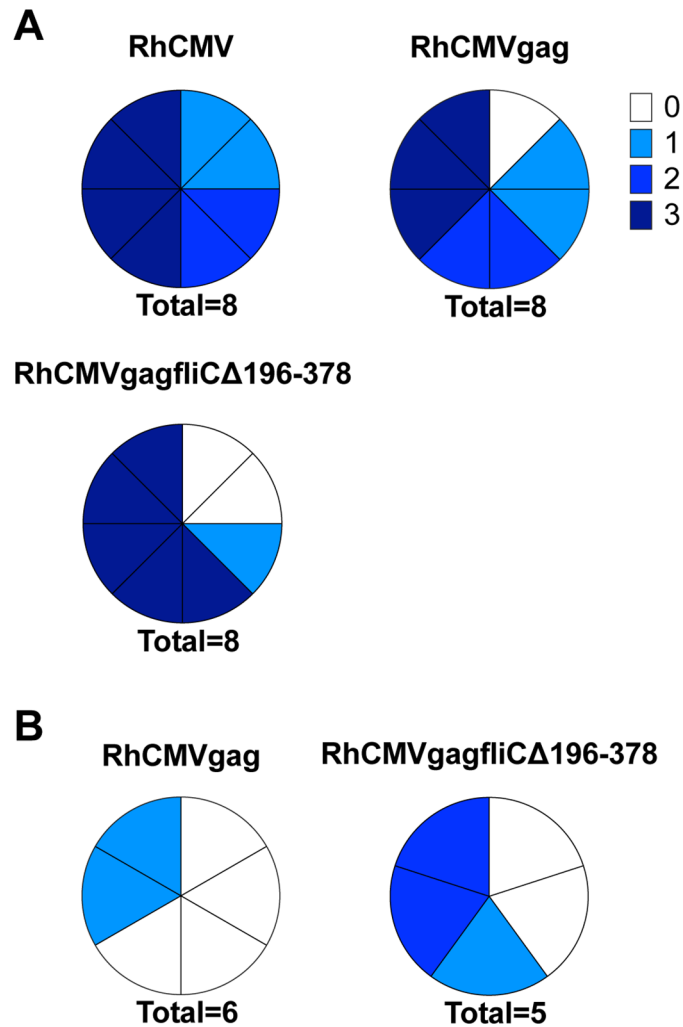 A
RhCMV
RhCMVgag
0
1
2
3
Total=8
Total=8
RhCMVgagfliCΔ196-378
Total=8
B
RhCMVgag
RhCMVgagfliCΔ196-378
Total=6
Total=5